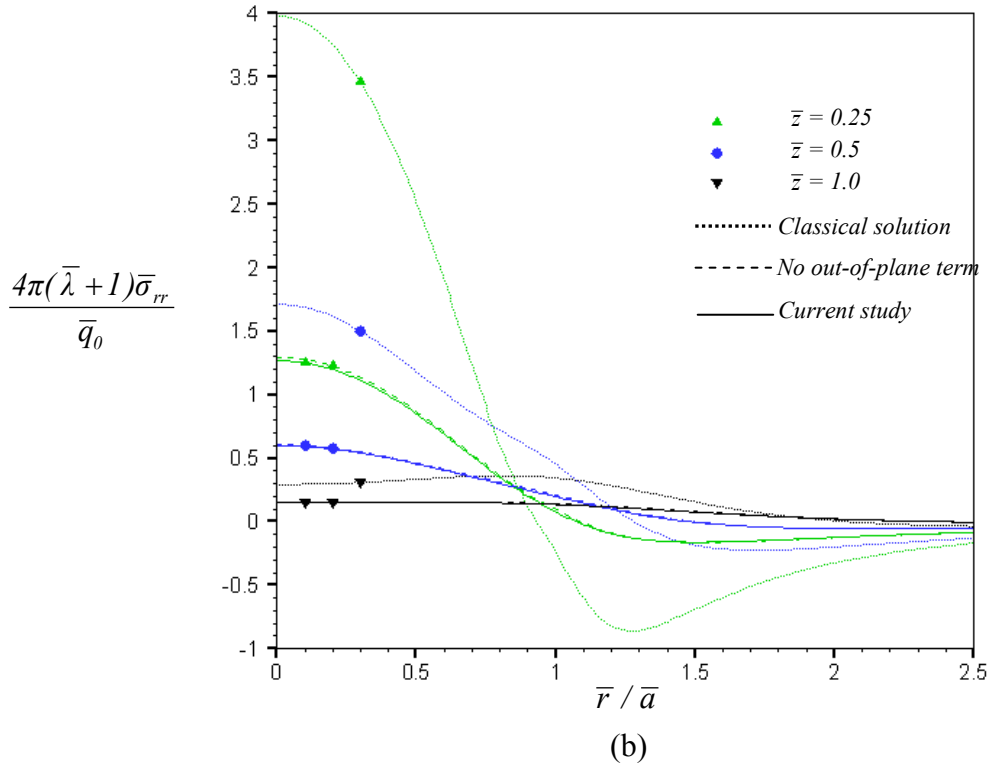 4
3.5
3
2.5
2
1.5
1
0.5
0
-0.5
-1
4π(λ̄ + 1)σ̄rr
q̄0
z̄ = 0.25
z̄ = 0.5
z̄ = 1.0
Classical solution
No out-of-plane term
Current study
0 0.5 1 1.5 2 2.5
r̄ / ā
(b)